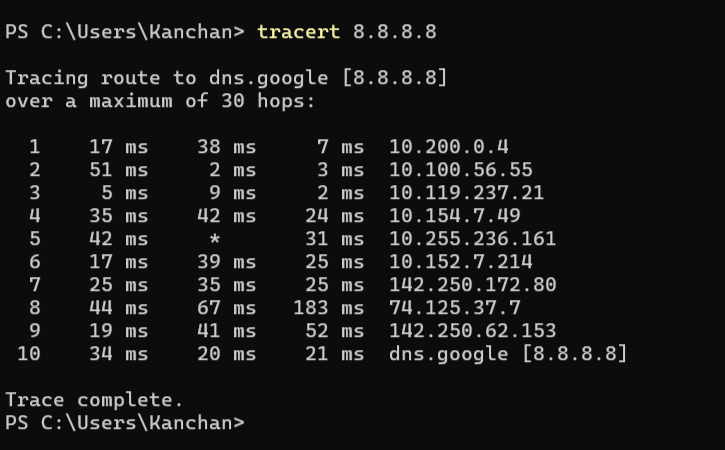 PS C:\Users\Kanchan> tracert 8.8.8.8
Tracing route to dns.google [8.8.8.8]
over a maximum of 30 hops:
1 17 ms 38 ms 7 ms 10.200.0.4
2 51 ms 2 ms 3 ms 10.100.56.55
3 5 ms 9 ms 2 ms 10.119.237.21
4 35 ms 42 ms 24 ms 10.154.7.49
5 42 ms * 31 ms 10.255.236.161
6 17 ms 39 ms 25 ms 10.152.7.214
7 25 ms 35 ms 25 ms 142.250.172.80
8 44 ms 67 ms 183 ms 74.125.37.7
9 19 ms 41 ms 52 ms 142.250.62.153
10 34 ms 20 ms 21 ms dns.google [8.8.8.8]
Trace complete.
PS C:\Users\Kanchan>